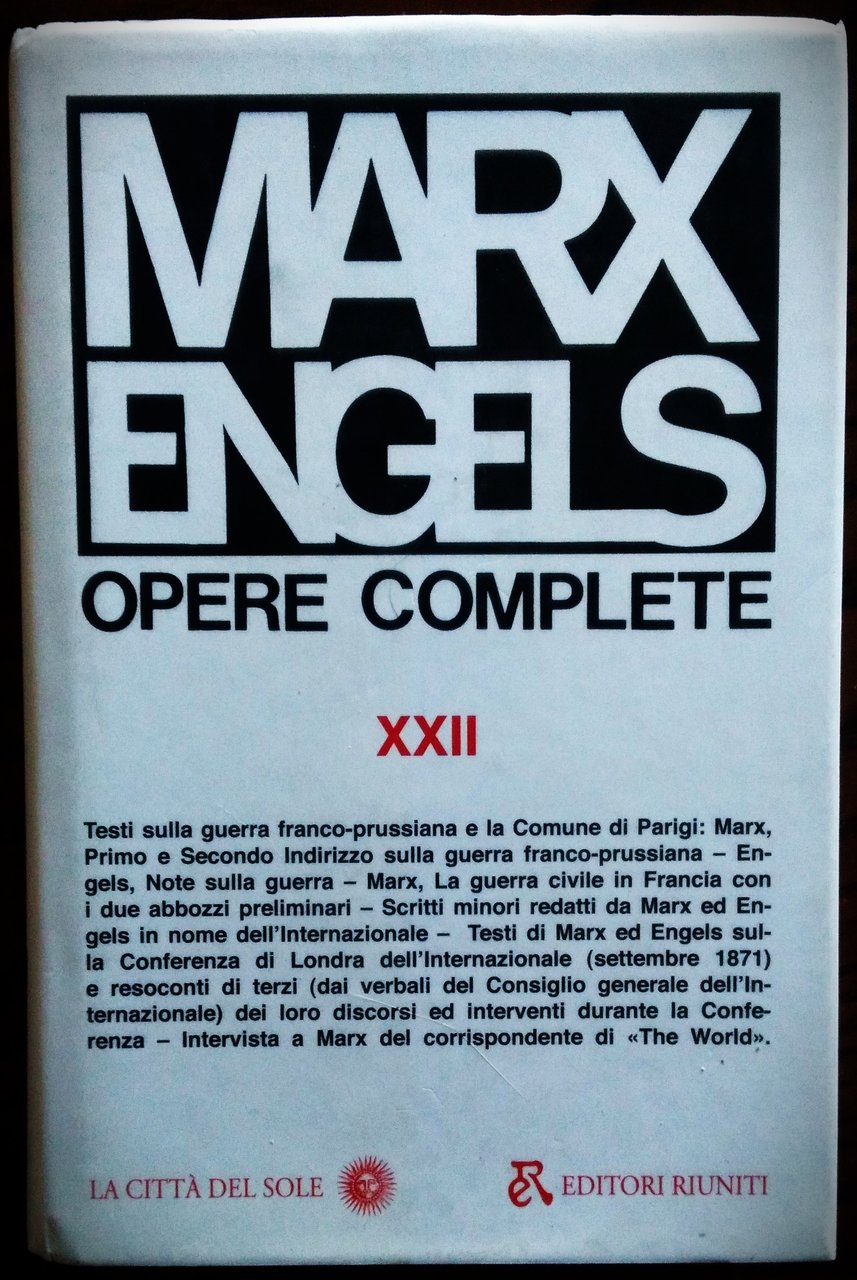 MARX
ENGELS
OPERE COMPLETE
XXII
Testi sulla guerra franco-prussiana e la Comune di Parigi: Marx,
Primo e Secondo Indirizzo sulla guerra franco-prussiana – En-
gels, Note sulla guerra – Marx, La guerra civile in Francia con
i due abbozzi preliminari – Scritti minori redatti da Marx ed En-
gels in nome dell'Internazionale – Testi di Marx ed Engels sul-
la Conferenza di Londra dell'Internazionale (settembre 1871)
e resoconti di terzi (dai verbali del Consiglio generale dell'In-
ternazionale) dei loro discorsi ed interventi durante la Confe-
renza – Intervista a Marx del corrispondente di «The World».
LA CITTÀ DEL SOLE
EDITORI RIUNITI